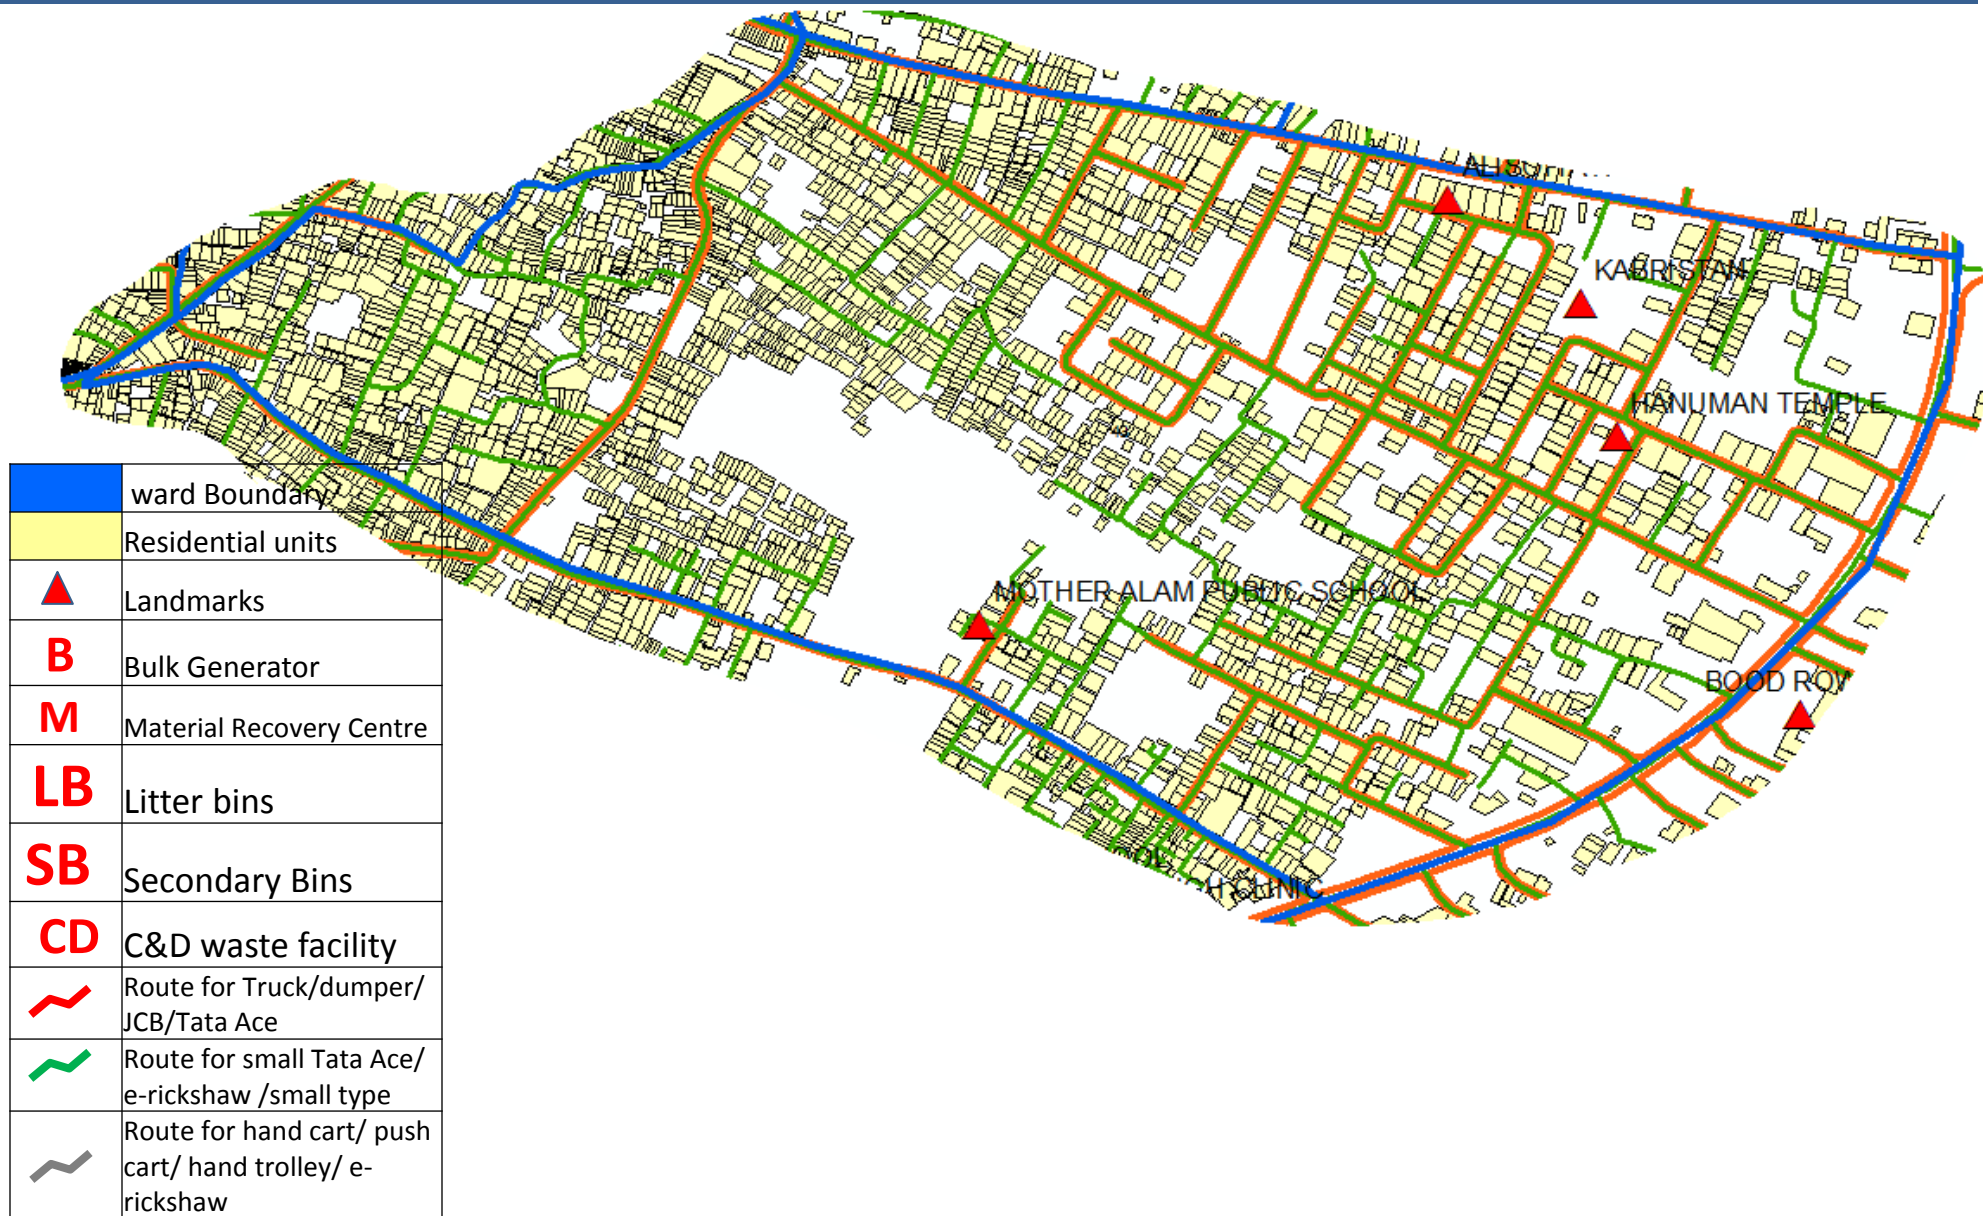 KABRISTAN
HANUMAN TEMPLE
MOTHER ALAM PUBLIC SCHOOL
BOOD ROW
CLINIC
ward Boundary
Residential units
Landmarks
B
Bulk Generator
M
Material Recovery Centre
LB
Litter bins
SB
Secondary Bins
CD
C&D waste facility
Route for Truck/dumper/
JCB/Tata Ace
Route for small Tata Ace/
e-rickshaw /small type
Route for hand cart/ push
cart/ hand trolley/ e-
rickshaw